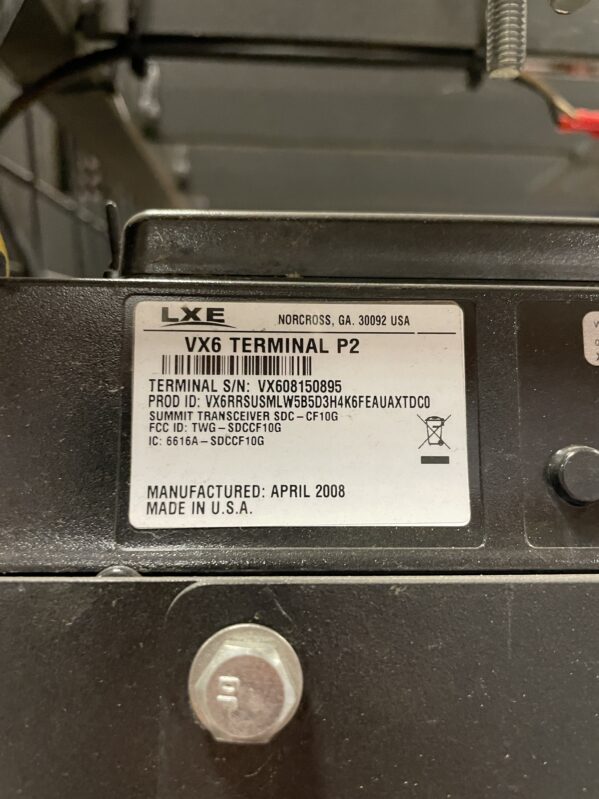 LXE
NORCROSS, GA. 30092 USA
VX6 TERMINAL P2
TERMINAL S/N: VX608150895
PROD ID: VX6RRSUSMLW5B5D3H4K6FEAUAXTDC0
SUMMIT TRANSCEIVER SDC-CF10G
FCC ID: TWG-SDCCF10G
IC: 6616A-SDCCF10G
MANUFACTURED: APRIL 2008
MADE IN U.S.A.